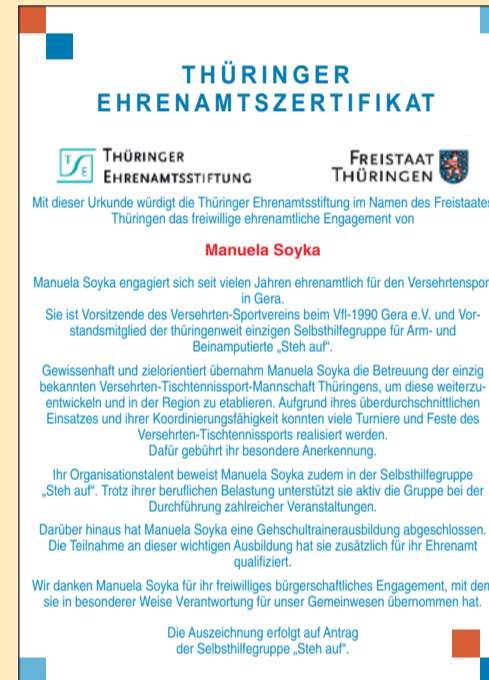 THÜRINGER
EHRENAMTSZERTIFIKAT
T S E
THÜRINGER
EHRENAMTSSTIFTUNG
FREISTAAT
THÜRINGEN
Mit dieser Urkunde würdigt die Thüringer Ehrenamtsstiftung im Namen des Freistaates
Thüringen das freiwillige ehrenamtliche Engagement von
Manuela Soyka
Manuela Soyka engagiert sich seit vielen Jahren ehrenamtlich für den Versehrtensport
in Gera.
Sie ist Vorsitzende des Versehrten-Sportvereins beim Vfl-1990 Gera e.V. und Vor-
standsmitglied der thüringenweit einzigen Selbsthilfegruppe für Arm- und
Beinamputierte „Steh auf“.
Gewissenhaft und zielorientiert übernahm Manuela Soyka die Betreuung der einzig
bekannten Versehrten-Tischtennissport-Mannschaft Thüringens, um diese weiterzu-
entwickeln und in der Region zu etablieren. Aufgrund ihres überdurchschnittlichen
Einsatzes und ihrer Koordinierungsfähigkeit konnten viele Turniere und Feste des
Versehrten-Tischtennissports realisiert werden.
Dafür gebührt ihr besondere Anerkennung.
Ihr Organisationstalent beweist Manuela Soyka zudem in der Selbsthilfegruppe
„Steh auf“. Trotz ihrer beruflichen Belastung unterstützt sie aktiv die Gruppe bei der
Durchführung zahlreicher Veranstaltungen.
Darüber hinaus hat Manuela Soyka eine Gehschultrainerausbildung abgeschlossen.
Die Teilnahme an dieser wichtigen Ausbildung hat sie zusätzlich für ihr Ehrenamt
qualifiziert.
Wir danken Manuela Soyka für ihr freiwilliges bürgerschaftliches Engagement, mit dem
sie in besonderer Weise Verantwortung für unser Gemeinwesen übernommen hat.
Die Auszeichnung erfolgt auf Antrag
der Selbsthilfegruppe „Steh auf“.